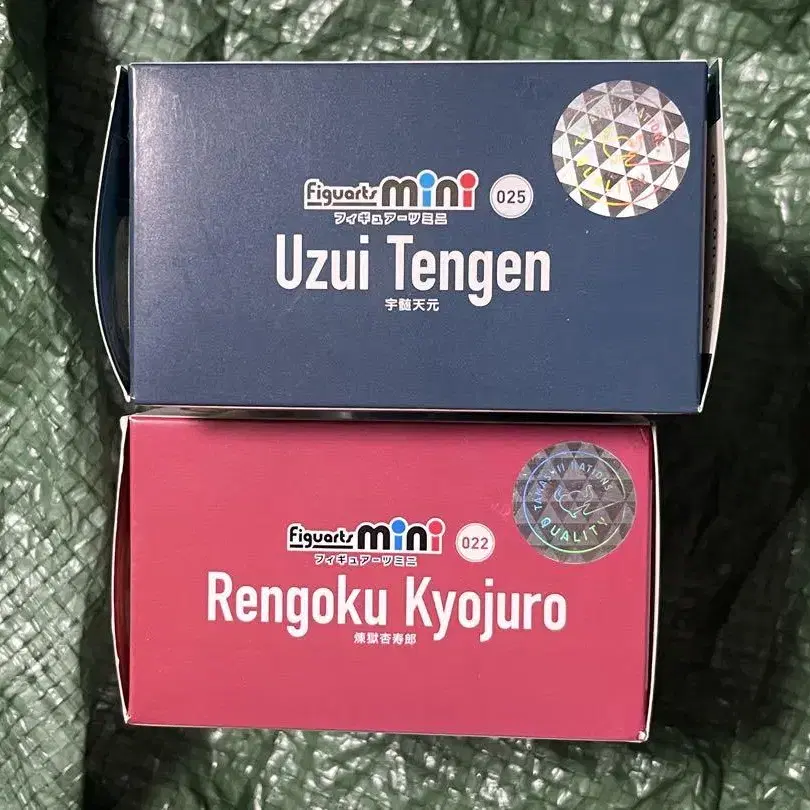 Figuarts mini 025
フィギュアーツミニ
Uzui Tengen
宇髄天元
Figuarts mini 022
フィギュアーツミニ
TAMASHII NATIONS
QUALITY
Rengoku Kyojuro
煉獄杏寿郎